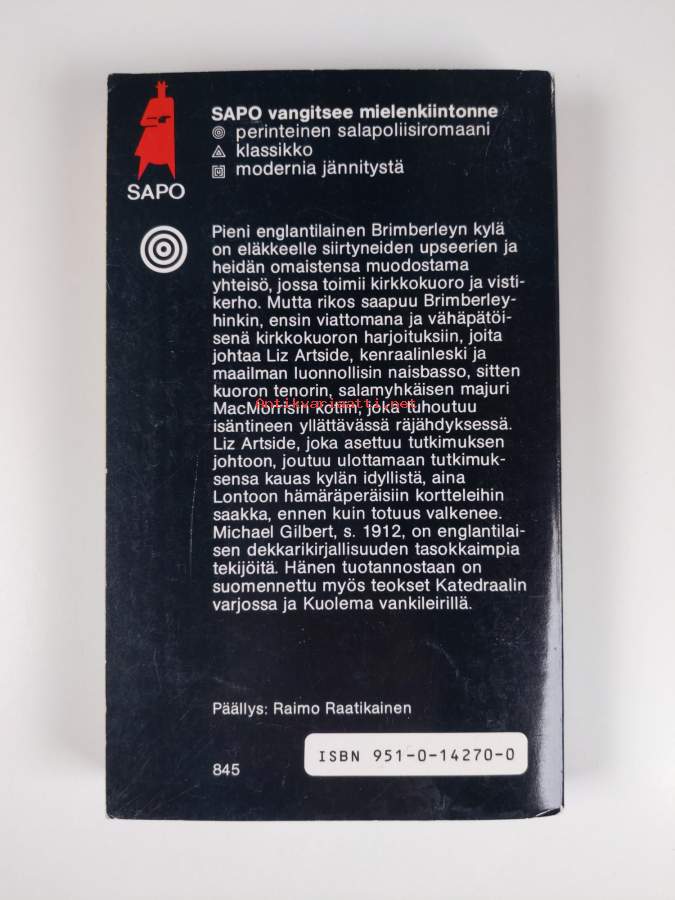 SAPO vangitsee mielenkiintonne
perinteinen salapoliisiromaani
klassikko
modernia jännitystä
SAPO
Pieni englantilainen Brimberleyn kylä
on eläkkeelle siirtyneiden upseerien ja
heidän omaistensa muodostama
yhteisö, jossa toimii kirkkokuoro ja visti-
kerho. Mutta rikos saapuu Brimberley-
hinkin, ensin viattomana ja vähäpätöi-
senä kirkkokuoron harjoituksiin, joita
johtaa Liz Artside, kenraalinleski ja
maailman luonnollisin naisbasso, sitten
kuoron tenorin, salamyhkäisen majuri
MacMorrisin kotiin, joka tuhoutuu
Antikvariaatti.net
isäntineen yllättävässä räjähdyksessä.
Liz Artside, joka asettuu tutkimuksen
johtoon, joutuu ulottamaan tutkimuk-
sensa kauas kylän idyllistä, aina
Lontoon hämäräperäisiin kortteleihin
saakka, ennen kuin totuus valkenee.
Michael Gilbert, s. 1912, on englantilai-
sen dekkarikirjallisuuden tasokkaimpia
tekijöitä. Hänen tuotannostaan on
suomennettu myös teokset Katedraalin
varjossa ja Kuolema vankileirillä.
Päällys: Raimo Raatikainen
ISBN 951-0-14270-0
845